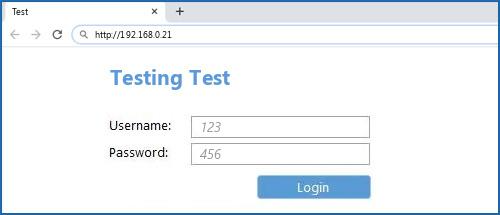 Test
http://192.168.0.21
Testing Test
Username: 123
Password: 456
Login